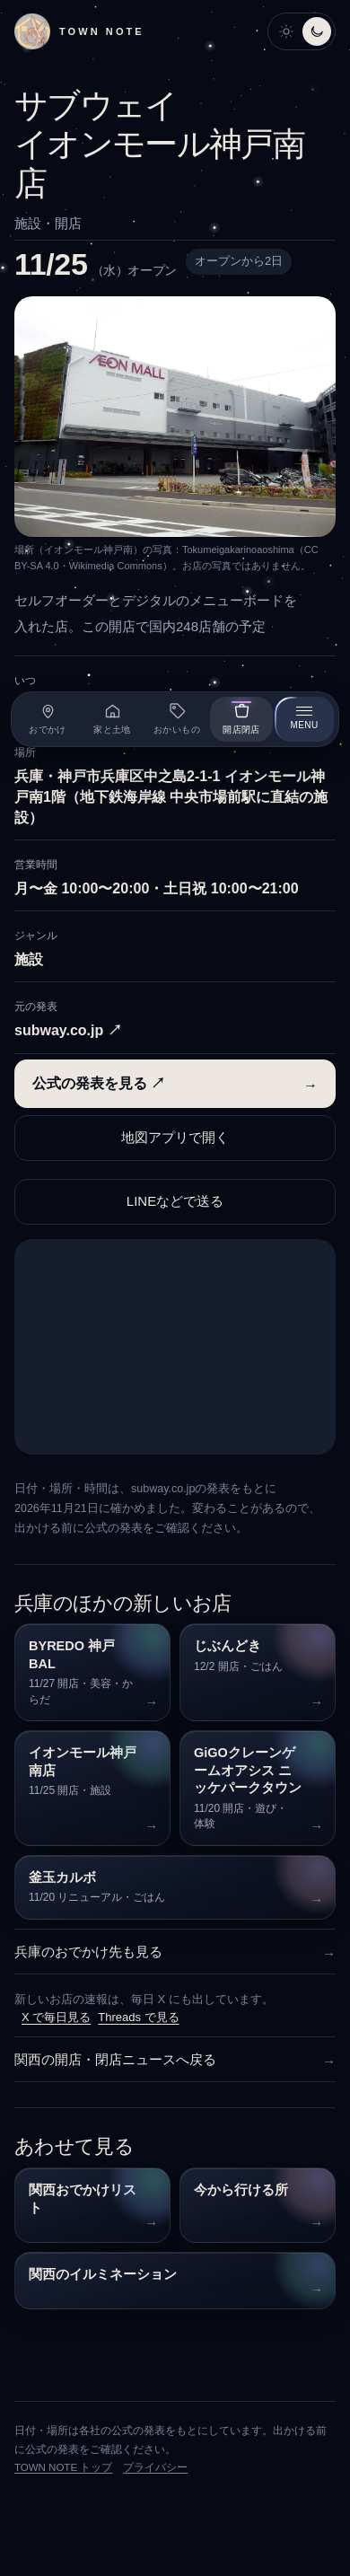 TOWN NOTE
サブウェイ
イオンモール神戸南
店
施設・開店
11/25 (水) オープン オープンから2日
ÆON MALL
場所（イオンモール神戸南）の写真：Tokumeigakarinoaoshima（CC
BY-SA 4.0・Wikimedia Commons）。お店の写真ではありません。
セルフオーダーとデジタルのメニューボードを
入れた店。この開店で国内248店舗の予定
いつ
おでかけ 家と土地 おかいもの 開店閉店 MENU
場所
兵庫・神戸市兵庫区中之島2-1-1 イオンモール神
戸南1階（地下鉄海岸線 中央市場前駅に直結の施
設）
営業時間
月〜金 10:00〜20:00・土日祝 10:00〜21:00
ジャンル
施設
元の発表
subway.co.jp ↗
公式の発表を見る ↗ →
地図アプリで開く
LINEなどで送る
日付・場所・時間は、subway.co.jpの発表をもとに
2026年11月21日に確かめました。変わることがあるので、
出かける前に公式の発表をご確認ください。
兵庫のほかの新しいお店
BYREDO 神戸
BAL
11/27 開店・美容・か
らだ →
じぶんどき
12/2 開店・ごはん
→
イオンモール神戸
南店
11/25 開店・施設
→
GiGOクレーンゲ
ームオアシス ニ
ッケパークタウン
11/20 開店・遊び・
体験 →
釜玉カルボ
11/20 リニューアル・ごはん →
兵庫のおでかけ先も見る →
新しいお店の速報は、毎日 X にも出しています。
X で毎日見る Threads で見る
関西の開店・閉店ニュースへ戻る →
あわせて見る
関西おでかけリス
ト →
今から行ける所
→
関西のイルミネーション
→
日付・場所は各社の公式の発表をもとにしています。出かける前
に公式の発表をご確認ください。
TOWN NOTE トップ プライバシー